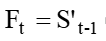 Fₜ = S'ₜ₋₁